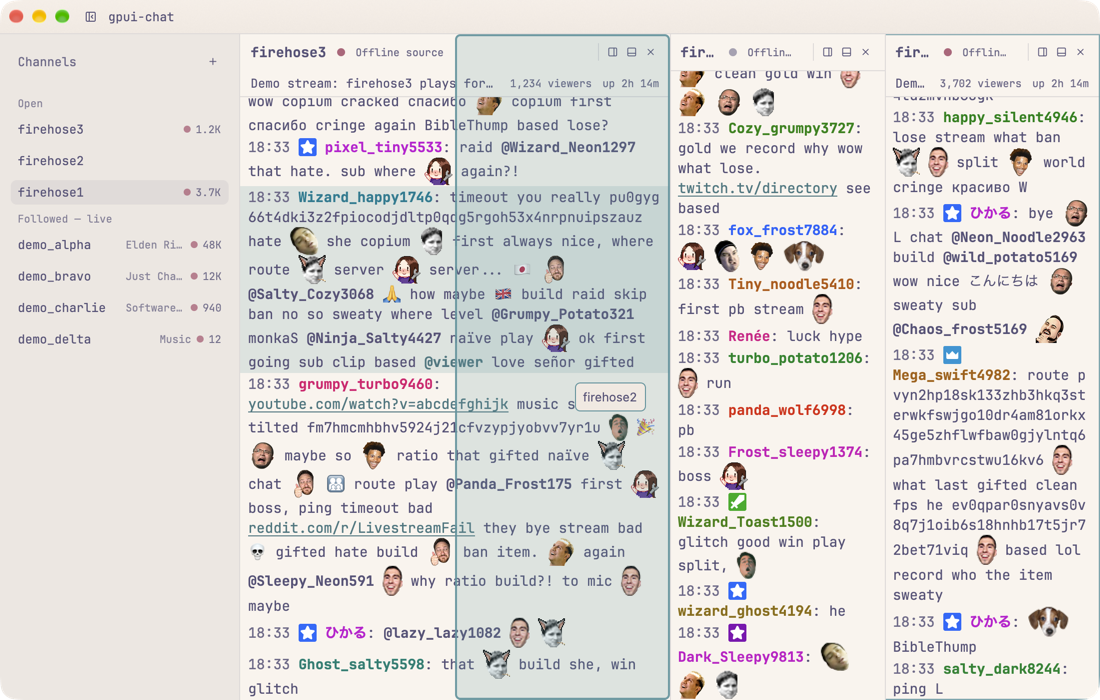 gpui-chat
Channels
+
Open
firehose3 1.2K
firehose2
firehose1 3.7K
Followed — live
demo_alpha Elden Ri… 48K
demo_bravo Just Cha… 12K
demo_charlie Software… 940
demo_delta Music 12
firehose3 Offline source
Demo stream: firehose3 plays for… 1,234 viewers up 2h 14m
wow copium cracked спасибо copium first
спасибо cringe again BibleThump based lose?
18:33 pixel_tiny5533: raid @Wizard_Neon1297
that hate. sub where again?!
18:33 Wizard_happy1746: timeout you really pu0gyg
66t4dki3z2fpiocodjdltp0qdg5rgoh53x4nrpnuipszauz
hate she copium first always nice, where
route server server... 🇯🇵
@Salty_Cozy3068 🙏 how maybe 🇬🇧 build raid skip
ban no so sweaty where level @Grumpy_Potato321
monkaS @Ninja_Salty4427 naïve play ok first
going sub clip based @viewer love señor gifted
18:33 grumpy_turbo9460:
youtube.com/watch?v=abcdefghijk music s
firehose2
tilted fm7hmcmhbhv5924j21cfvzypjyobvv7yr1u 🎉
maybe so ratio that gifted naïve
chat route play @Panda_Frost175 first
boss, ping timeout bad
reddit.com/r/LivestreamFail they bye stream bad
💀 gifted hate build ban item. again
@Sleepy_Neon591 why ratio build?! to mic
maybe
18:33 ひかる: @lazy_lazy1082
18:33 Ghost_salty5598: that build she, win
glitch
fir… Offlin…
clean gold win
18:33 Cozy_grumpy3727:
gold we record why wow
what lose.
twitch.tv/directory see
based
18:33 fox_frost7884:
18:33 Tiny_noodle5410:
first pb stream
18:33 Renée: luck hype
18:33 turbo_potato1206:
run
18:33 panda_wolf6998:
pb
18:33 Frost_sleepy1374:
boss
18:33
Wizard_Toast1500:
glitch good win play
split,
18:33
wizard_ghost4194: he
18:33
Dark_Sleepy9813:
fir… Offlin…
Dem… 3,702 viewers up 2h 14m
18:33 happy_silent4946:
lose stream what ban
split world
cringe красиво W
18:33 ひかる: bye
L chat @Neon_Noodle2963
build @wild_potato5169
wow nice こんにちは
sweaty sub
@Chaos_frost5169
18:33
Mega_swift4982: route p
vyn2hp18sk133zhb3hkq3st
erwkfswjgo10dr4am81orkx
45ge5zhflwfbaw0gjylntq6
pa7hmbvrcstwu16kv6
what last gifted clean
fps he ev0qpar0snyavs0v
8q7j1oib6s18hnhb17t5jr7
2bet71viq based lol
record who the item
sweaty
18:33 ひかる:
BibleThump
18:33 salty_dark8244:
ping L